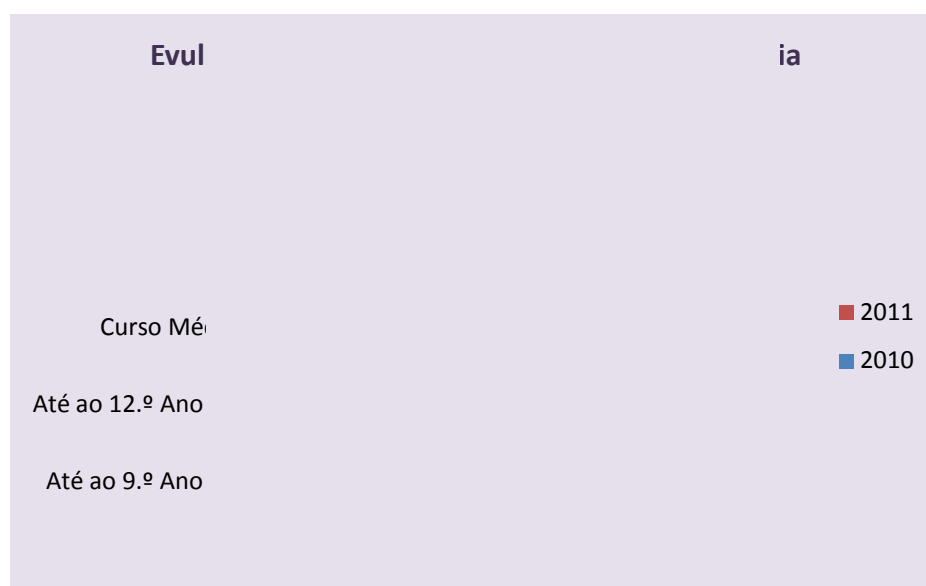 Evul ia
2011
Curso Mé
2010
Até ao 12.º Ano
Até ao 9.º Ano